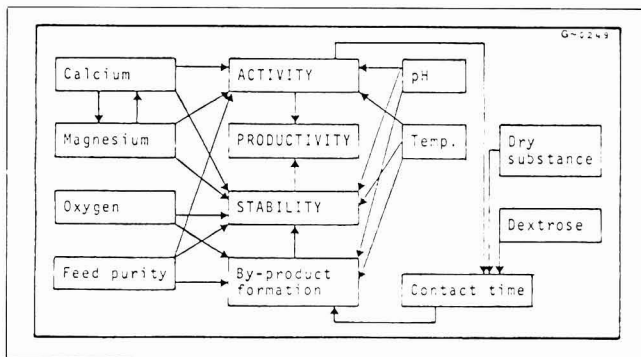 G-0249
Calcium
ACTIVITY
pH
Magnesium
PRODUCTIVITY
Temp.
Dry
substance
Oxygen
STABILITY
Dextrose
Feed purity
By-product
formation
Contact time